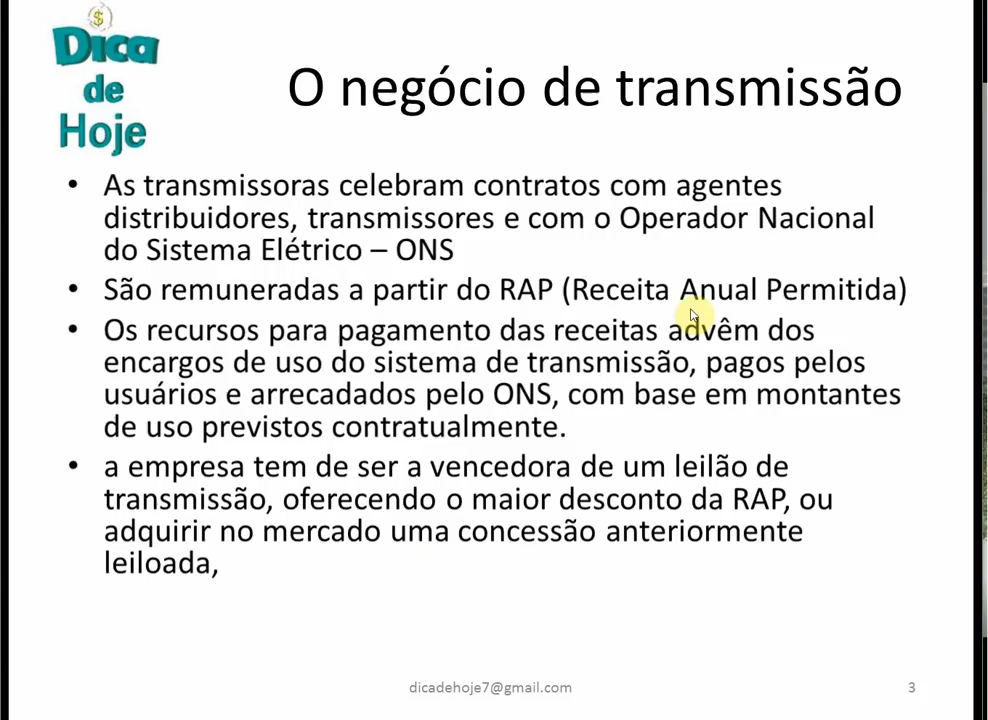 $
Dica
de
Hoje
O negócio de transmissão
• As transmissoras celebram contratos com agentes
distribuidores, transmissores e com o Operador Nacional
do Sistema Elétrico – ONS
• São remuneradas a partir do RAP (Receita Anual Permitida)
• Os recursos para pagamento das receitas advêm dos
encargos de uso do sistema de transmissão, pagos pelos
usuários e arrecadados pelo ONS, com base em montantes
de uso previstos contratualmente.
• a empresa tem de ser a vencedora de um leilão de
transmissão, oferecendo o maior desconto da RAP, ou
adquirir no mercado uma concessão anteriormente
leiloada,
dicadehoje7@gmail.com
3